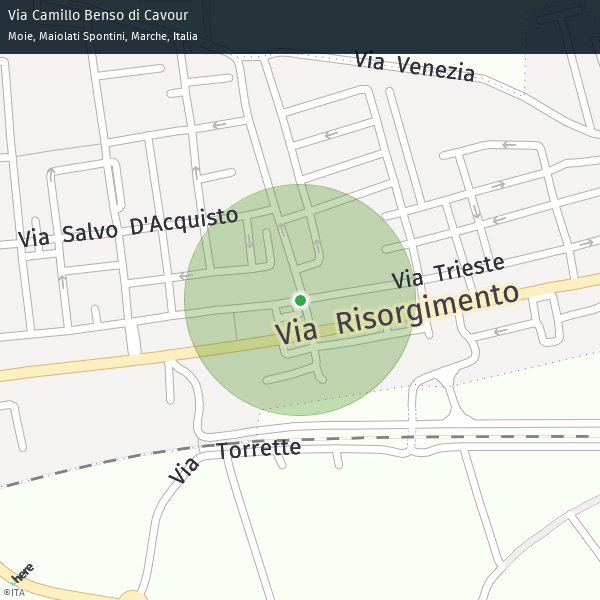 Via Camillo Benso di Cavour
Moie, Maiolati Spontini, Marche, Italia
Via Venezia
Via Salvo D'Acquisto
Via Trieste
Via Risorgimento
Via Torrette
here
©ITA